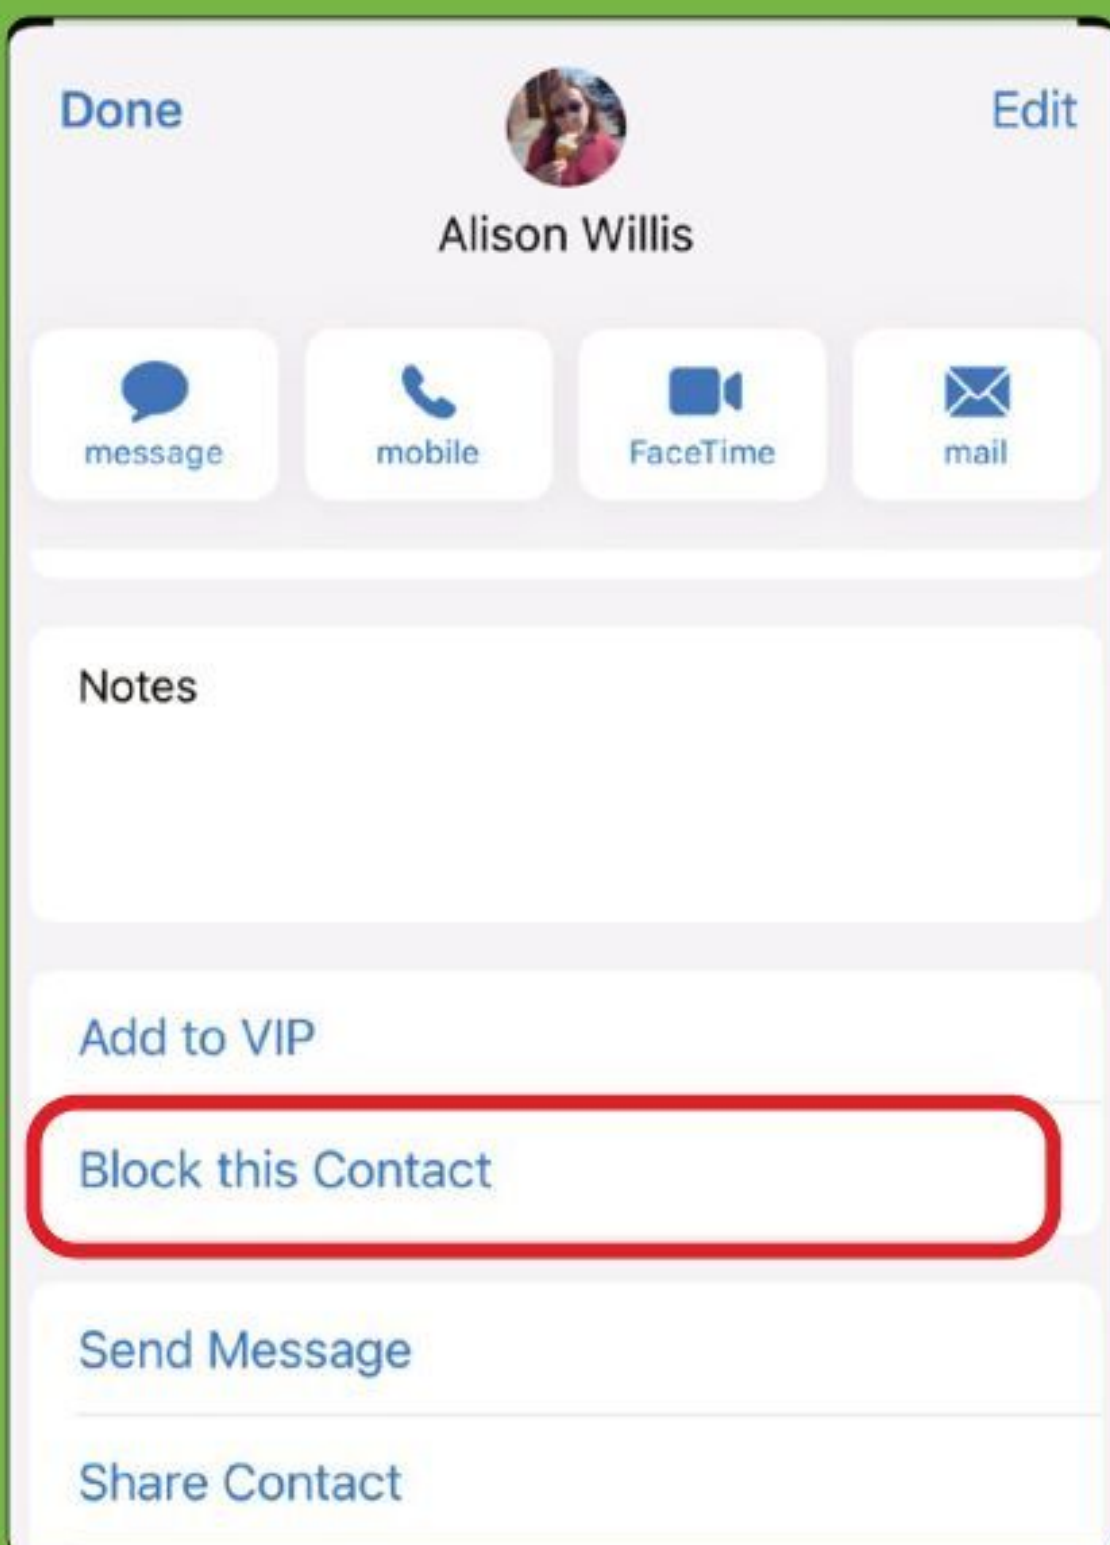 Done
Edit
Alison Willis
message
mobile
FaceTime
mail
Notes
Add to VIP
Block this Contact
Send Message
Share Contact